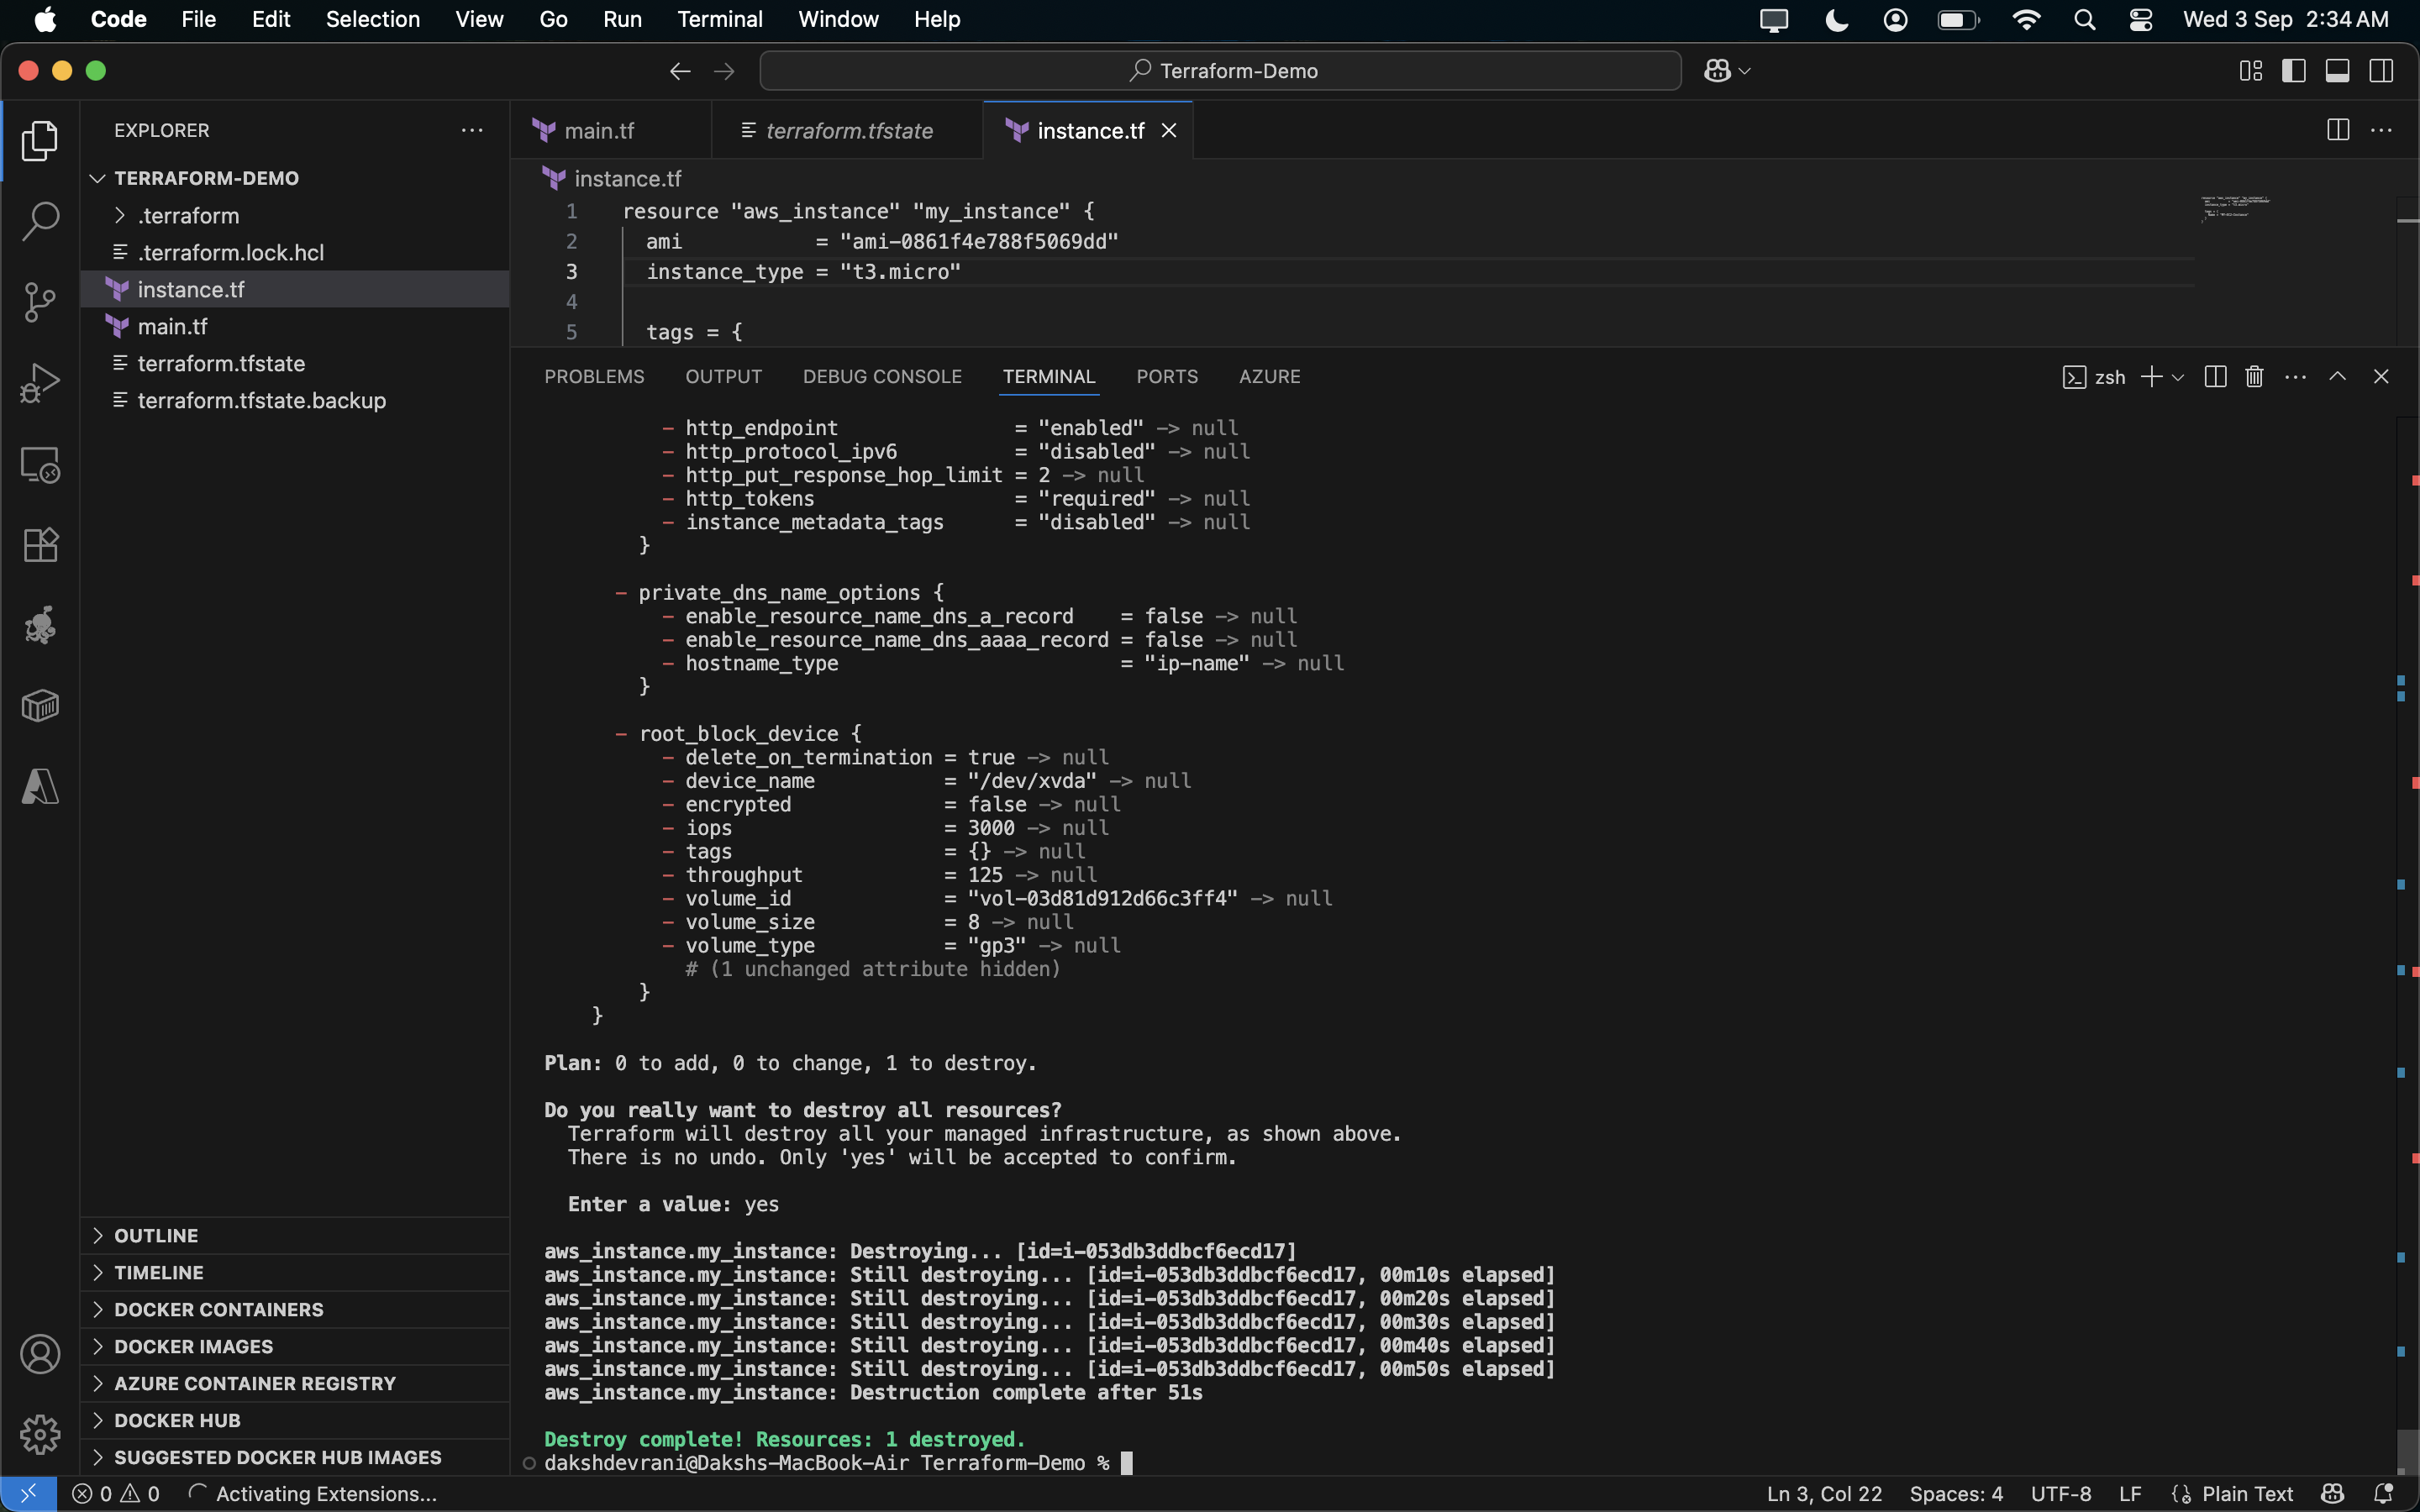 Code File Edit Selection View Go Run Terminal Window Help Wed 3 Sep 2:34 AM
Terraform-Demo
EXPLORER
TERRAFORM-DEMO
.terraform
.terraform.lock.hcl
instance.tf
main.tf
terraform.tfstate
terraform.tfstate.backup
OUTLINE
TIMELINE
DOCKER CONTAINERS
DOCKER IMAGES
AZURE CONTAINER REGISTRY
DOCKER HUB
SUGGESTED DOCKER HUB IMAGES
main.tf terraform.tfstate instance.tf
instance.tf
1 resource "aws_instance" "my_instance" {
2 ami = "ami-0861f4e788f5069dd"
3 instance_type = "t3.micro"
4
5 tags = {
PROBLEMS OUTPUT DEBUG CONSOLE TERMINAL PORTS AZURE zsh
- http_endpoint = "enabled" -> null
- http_protocol_ipv6 = "disabled" -> null
- http_put_response_hop_limit = 2 -> null
- http_tokens = "required" -> null
- instance_metadata_tags = "disabled" -> null
}
- private_dns_name_options {
- enable_resource_name_dns_a_record = false -> null
- enable_resource_name_dns_aaaa_record = false -> null
- hostname_type = "ip-name" -> null
}
- root_block_device {
- delete_on_termination = true -> null
- device_name = "/dev/xvda" -> null
- encrypted = false -> null
- iops = 3000 -> null
- tags = {} -> null
- throughput = 125 -> null
- volume_id = "vol-03d81d912d66c3ff4" -> null
- volume_size = 8 -> null
- volume_type = "gp3" -> null
# (1 unchanged attribute hidden)
}
}
Plan: 0 to add, 0 to change, 1 to destroy.
Do you really want to destroy all resources?
Terraform will destroy all your managed infrastructure, as shown above.
There is no undo. Only 'yes' will be accepted to confirm.
Enter a value: yes
aws_instance.my_instance: Destroying... [id=i-053db3ddbcf6ecd17]
aws_instance.my_instance: Still destroying... [id=i-053db3ddbcf6ecd17, 00m10s elapsed]
aws_instance.my_instance: Still destroying... [id=i-053db3ddbcf6ecd17, 00m20s elapsed]
aws_instance.my_instance: Still destroying... [id=i-053db3ddbcf6ecd17, 00m30s elapsed]
aws_instance.my_instance: Still destroying... [id=i-053db3ddbcf6ecd17, 00m40s elapsed]
aws_instance.my_instance: Still destroying... [id=i-053db3ddbcf6ecd17, 00m50s elapsed]
aws_instance.my_instance: Destruction complete after 51s
Destroy complete! Resources: 1 destroyed.
dakshdevrani@Dakshs-MacBook-Air Terraform-Demo %
0 0 Activating Extensions... Ln 3, Col 22 Spaces: 4 UTF-8 LF Plain Text